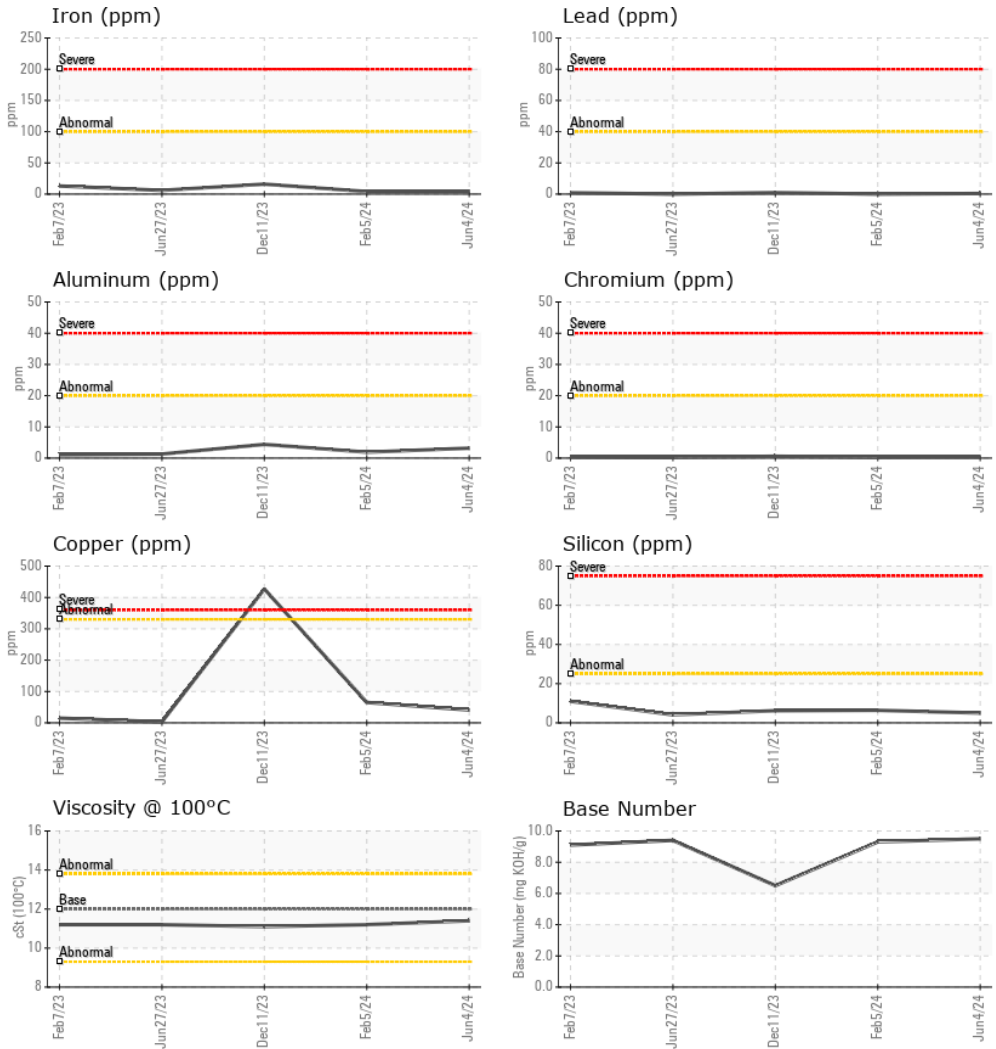 Iron (ppm)
250
200
150
100
50
0
ppm
Severe
Abnormal
Feb7/23
Jun27/23
Dec11/23
Feb5/24
Jun4/24
Lead (ppm)
100
80
60
40
20
0
ppm
Severe
Abnormal
Feb7/23
Jun27/23
Dec11/23
Feb5/24
Jun4/24
Aluminum (ppm)
50
40
30
20
10
0
ppm
Severe
Abnormal
Feb7/23
Jun27/23
Dec11/23
Feb5/24
Jun4/24
Chromium (ppm)
50
40
30
20
10
0
ppm
Severe
Abnormal
Feb7/23
Jun27/23
Dec11/23
Feb5/24
Jun4/24
Copper (ppm)
500
400
300
200
100
0
ppm
Severe
Abnormal
Feb7/23
Jun27/23
Dec11/23
Feb5/24
Jun4/24
Silicon (ppm)
80
60
40
20
0
ppm
Severe
Abnormal
Feb7/23
Jun27/23
Dec11/23
Feb5/24
Jun4/24
Viscosity @ 100°C
16
14
12
10
8
cSt (100°C)
Abnormal
Base
Abnormal
Feb7/23
Jun27/23
Dec11/23
Feb5/24
Jun4/24
Base Number
10.0
8.0
6.0
4.0
2.0
0.0
Base Number (mg KOH/g)
Feb7/23
Jun27/23
Dec11/23
Feb5/24
Jun4/24